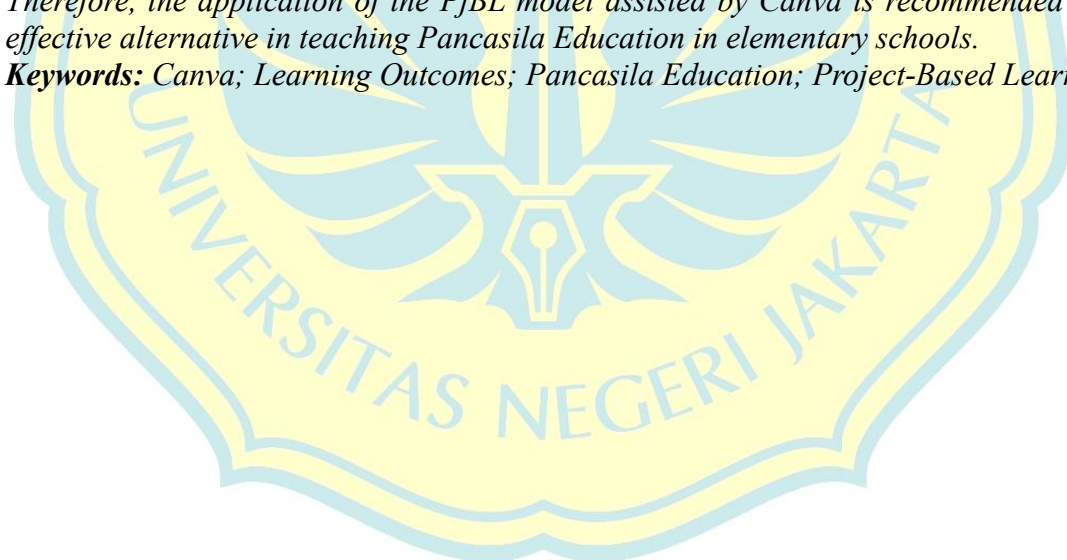 Therefore, the application of the PjBL model assisted by Canva is recommended
effective alternative in teaching Pancasila Education in elementary schools.
Keywords: Canva; Learning Outcomes; Pancasila Education; Project-Based Lear
UNIVERSITAS NEGERI JAKARTA